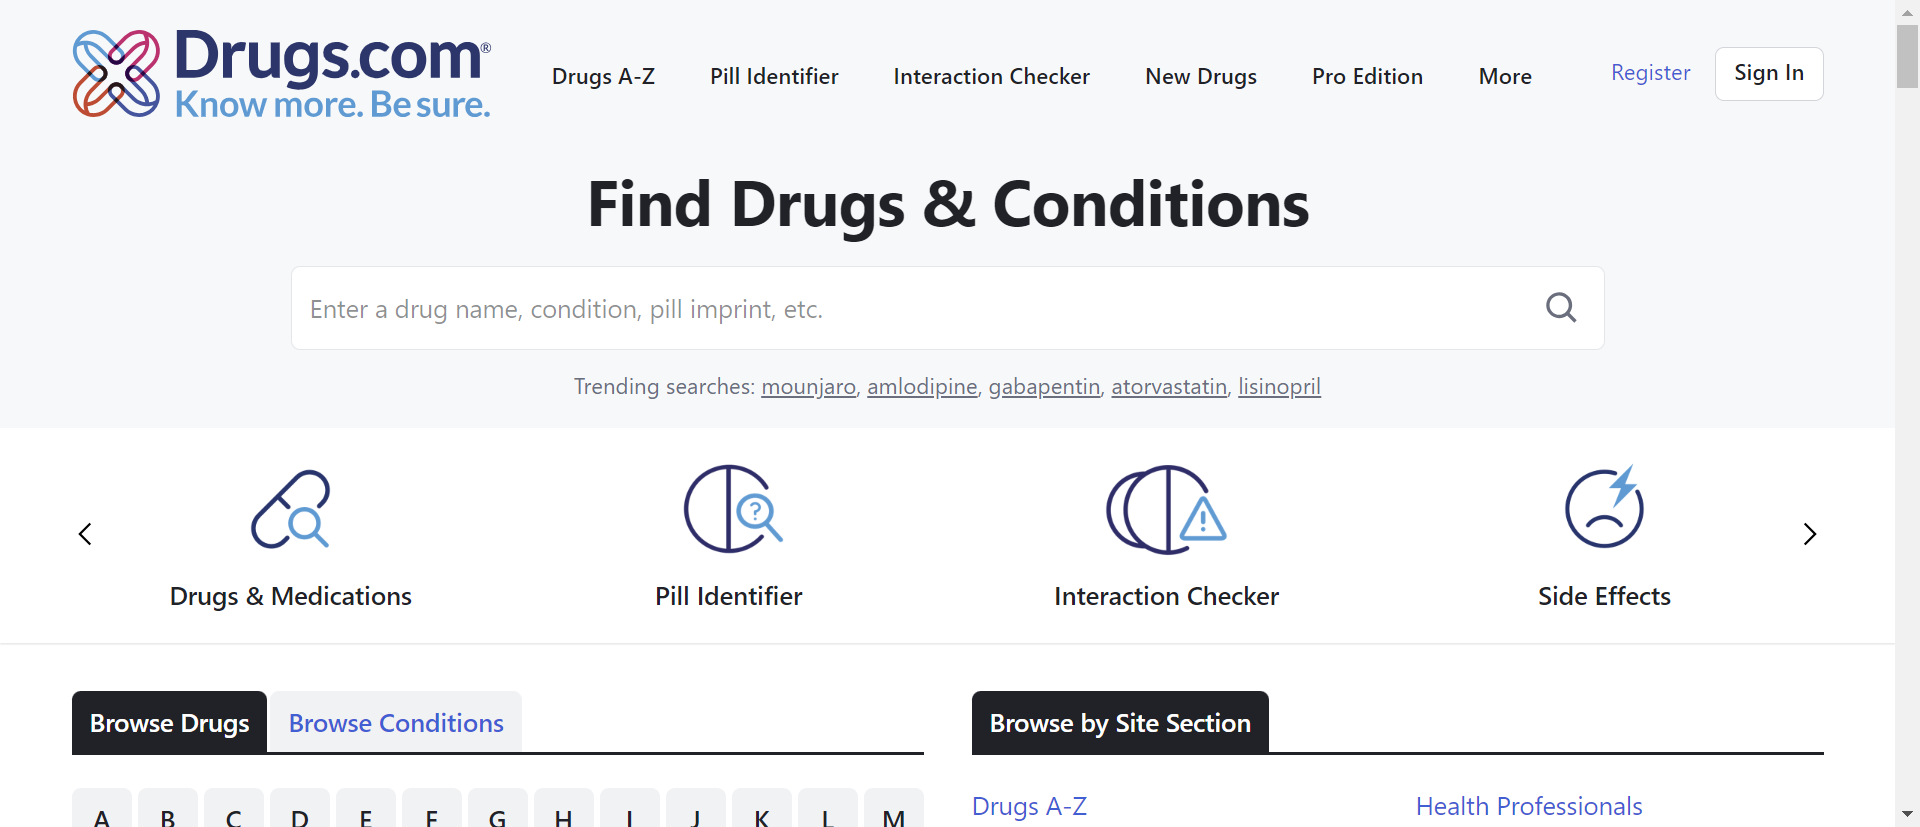 Drugs.com®
Know more. Be sure.
Drugs A-Z
Pill Identifier
Interaction Checker
New Drugs
Pro Edition
More
Register
Sign In
Find Drugs & Conditions
Enter a drug name, condition, pill imprint, etc.
Trending searches: mounjaro, amlodipine, gabapentin, atorvastatin, lisinopril
?
!
Drugs & Medications
Pill Identifier
Interaction Checker
Side Effects
Browse Drugs
Browse Conditions
Browse by Site Section
A B C D E F G H I J K L M
Drugs A-Z
Health Professionals